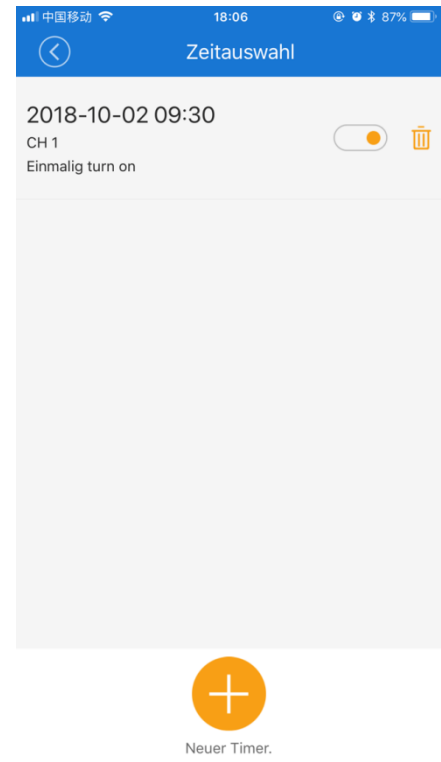 中国移动 18:06 87%
Zeitauswahl
2018-10-02 09:30
CH 1
Einmalig turn on
Neuer Timer.